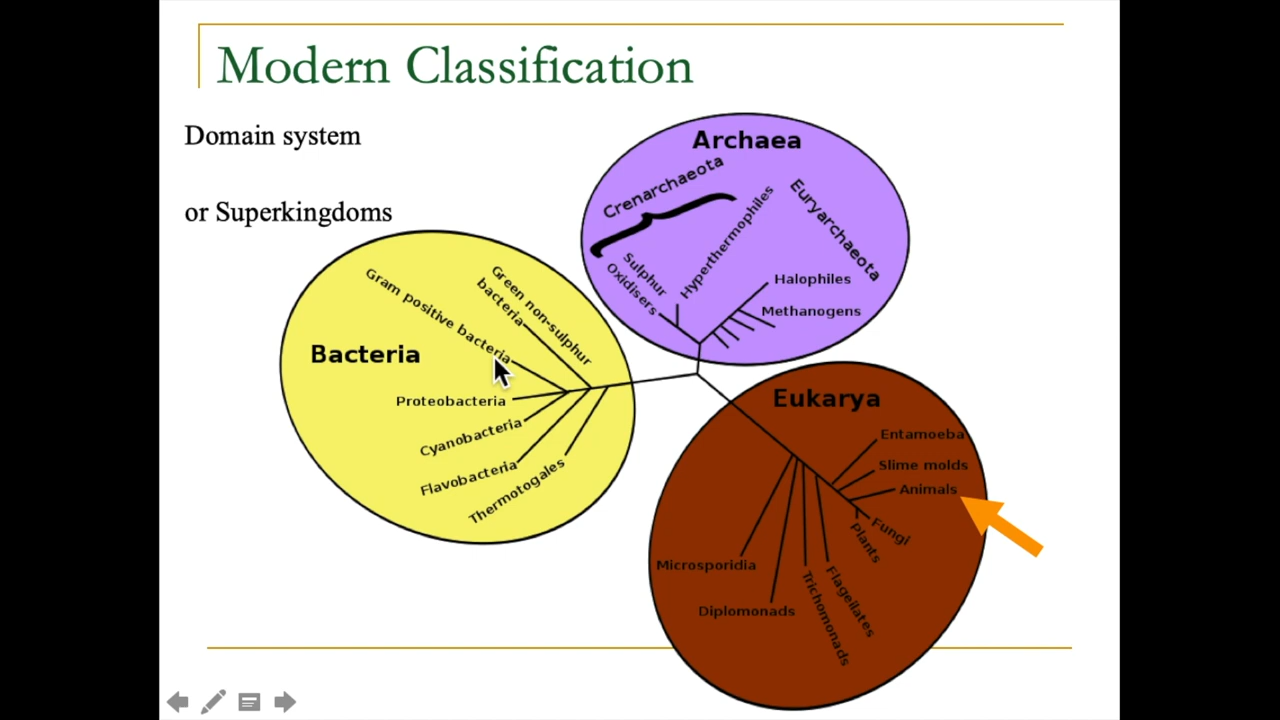 Modern Classification
Domain system
or Superkingdoms
Archaea
Crenarchaeota
Sulphur
Oxidisers
Hyperthermophiles
Euryarchaeota
Halophiles
Methanogens
Bacteria
Gram positive bacteria
Green non-sulphur
bacteria
Proteobacteria
Cyanobacteria
Flavobacteria
Thermotogales
Eukarya
Entamoeba
Slime molds
Animals
Fungi
Plants
Flagellates
Trichomonads
Microsporidia
Diplomonads